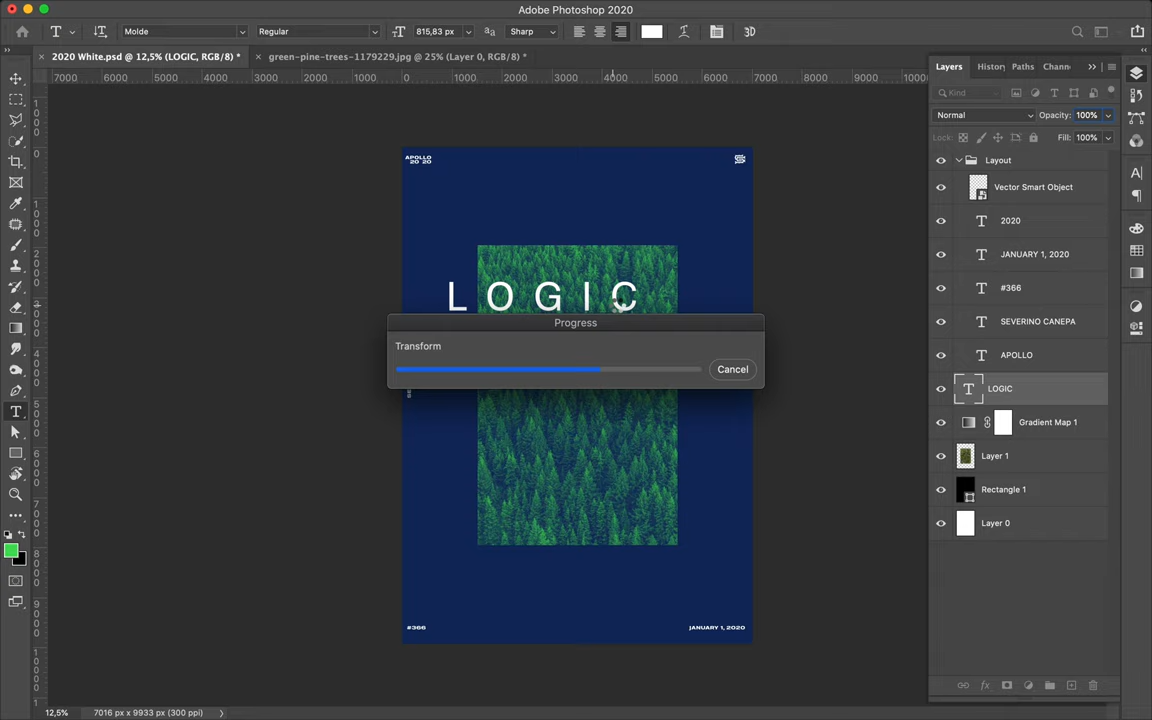 Adobe Photoshop 2020
Molde
Regular
815,83 px
Sharp
3D
2020 White.psd @ 12,5% (LOGIC, RGB/8) *
green-pine-trees-1179229.jpg @ 25% (Layer 0, RGB/8) *
7000 6000 5000 4000 3000 2000 1000 0 1000 2000 3000 4000 5000 6000 7000 8000 9000 10000
Layers
History
Paths
Chann
Kind
Normal
Opacity: 100%
Lock:
Fill: 100%
Layout
Vector Smart Object
2020
JANUARY 1, 2020
#366
SEVERINO CANEPA
APOLLO
LOGIC
Gradient Map 1
Layer 1
Rectangle 1
Layer 0
APOLLO
20 20
LOGIC
Progress
Transform
Cancel
#366
JANUARY 1, 2020
12,5%
7016 px x 9933 px (300 ppi)